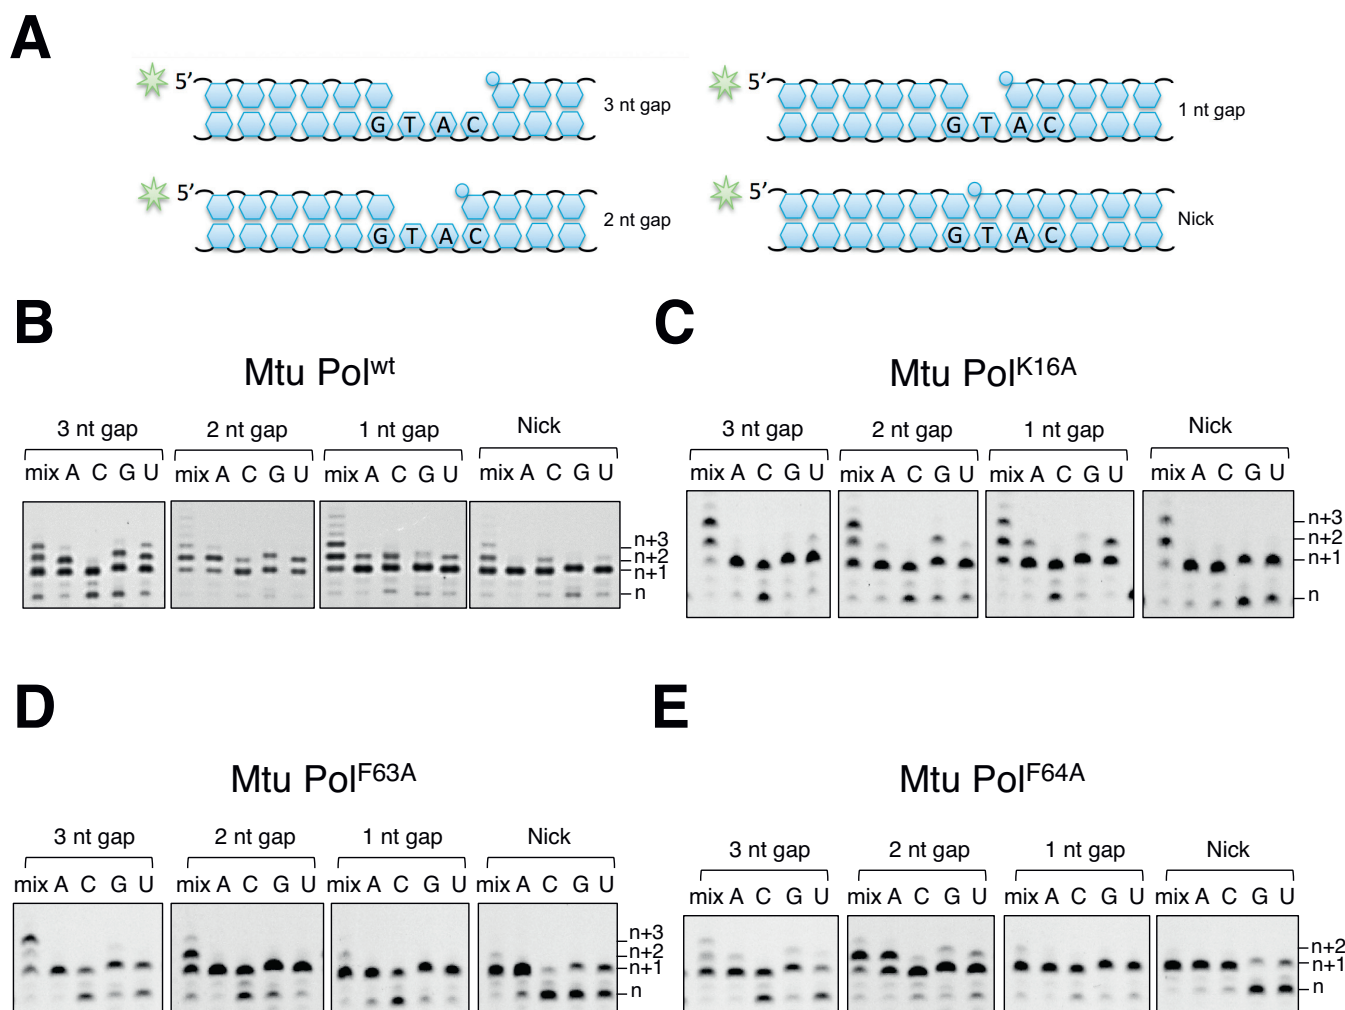 A
5’
G T A C
3 nt gap
5’
G T A C
1 nt gap
5’
G T A C
2 nt gap
5’
G T A C
Nick
B
Mtu Polwt
3 nt gap 2 nt gap 1 nt gap Nick
mix A C G U mix A C G U mix A C G U mix A C G U
n+3
n+2
n+1
n
C
Mtu PolK16A
3 nt gap 2 nt gap 1 nt gap Nick
mix A C G U mix A C G U mix A C G U mix A C G U
n+3
n+2
n+1
n
D
Mtu PolF63A
3 nt gap 2 nt gap 1 nt gap Nick
mix A C G U mix A C G U mix A C G U mix A C G U
n+3
n+2
n+1
n
E
Mtu PolF64A
3 nt gap 2 nt gap 1 nt gap Nick
mix A C G U mix A C G U mix A C G U mix A C G U
n+2
n+1
n